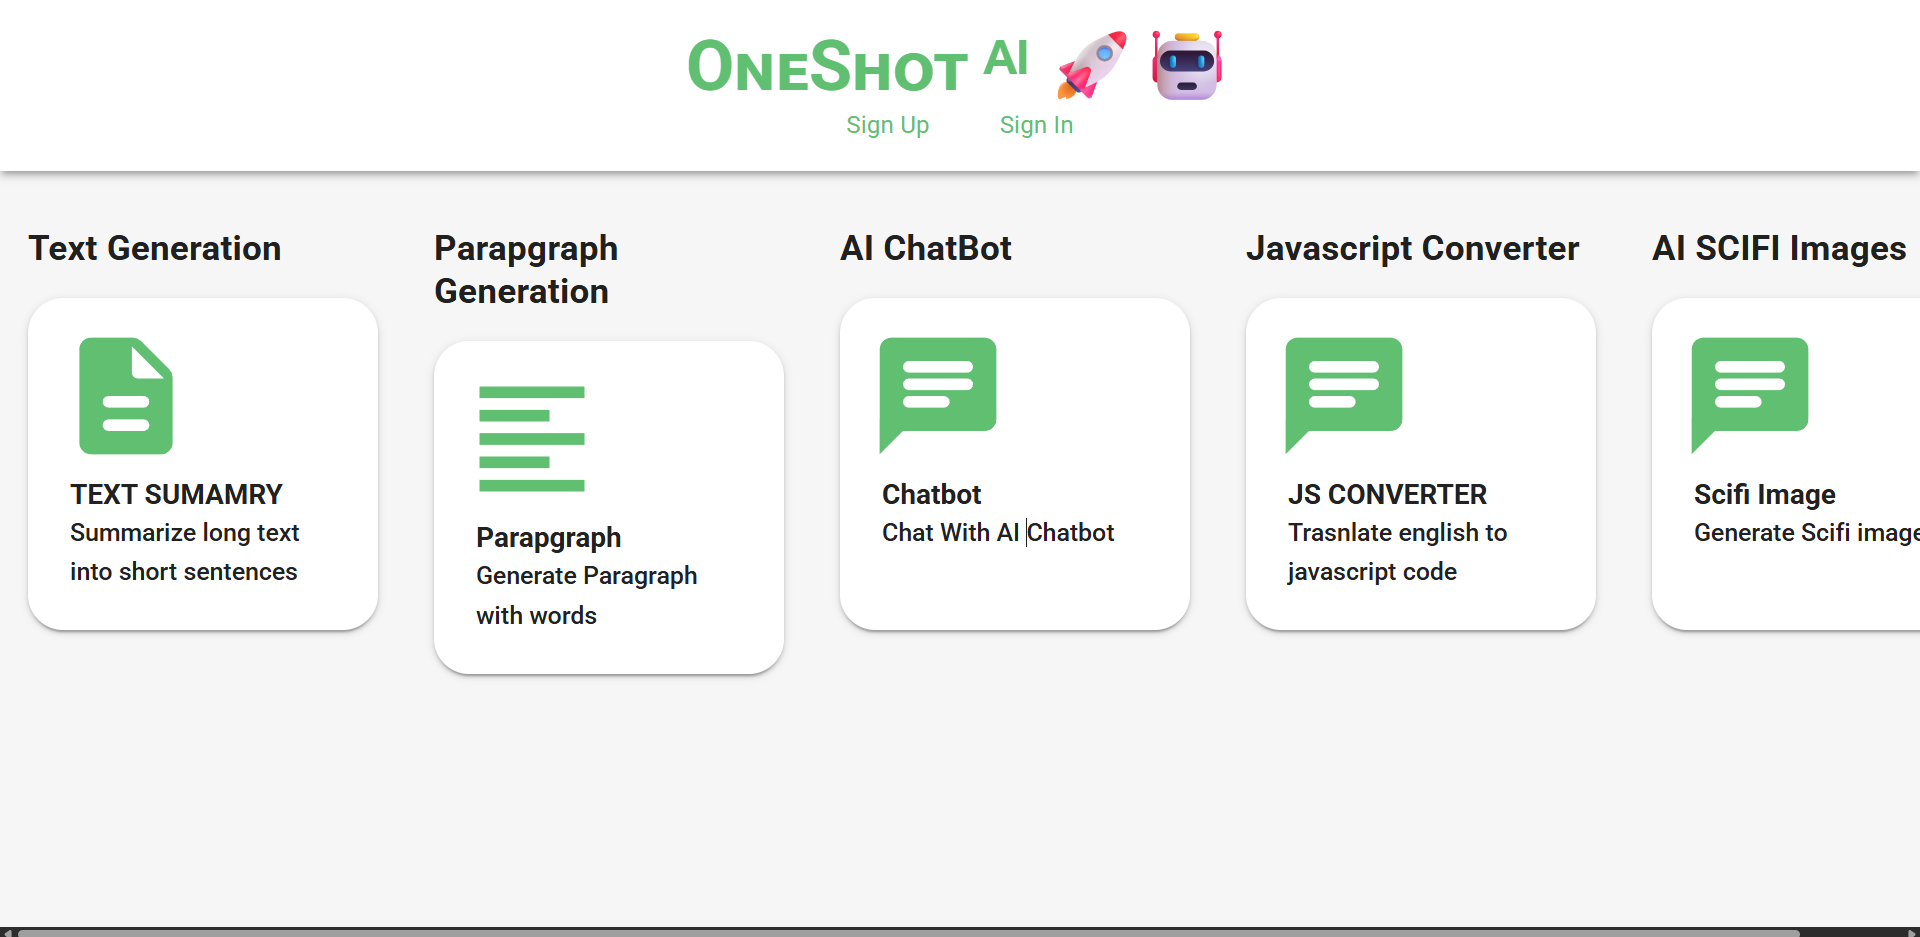 OneShot AI
Sign Up
Sign In
Text Generation
TEXT SUMAMRY
Summarize long text
into short sentences
Parapgraph
Generation
Parapgraph
Generate Paragraph
with words
AI ChatBot
Chatbot
Chat With AI Chatbot
Javascript Converter
JS CONVERTER
Trasnlate english to
javascript code
AI SCIFI Images
Scifi Image
Generate Scifi image